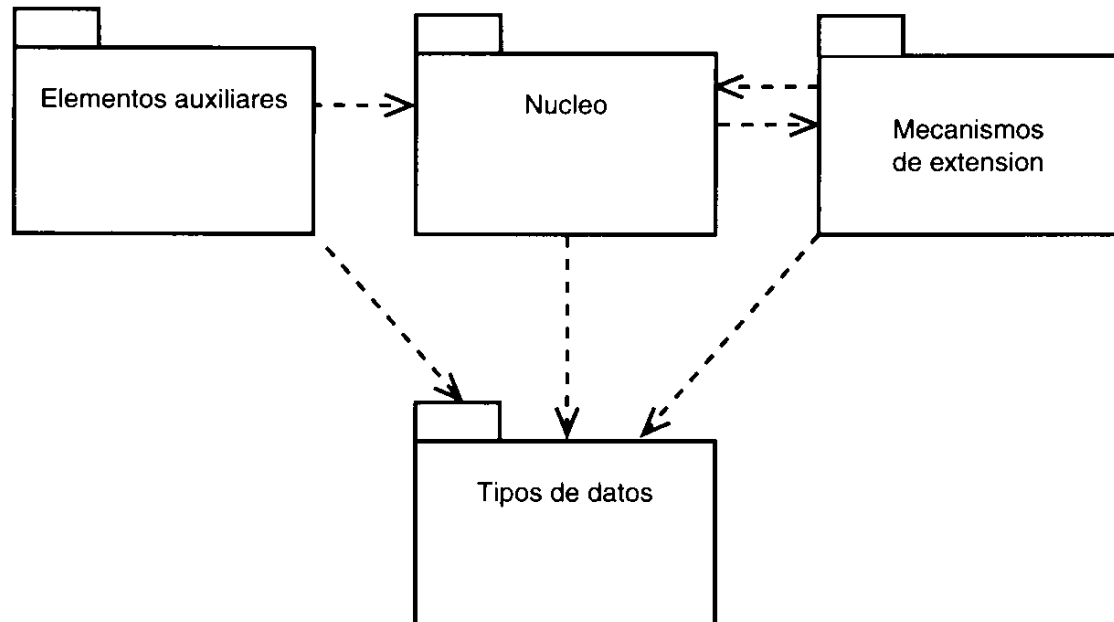 Elementos auxiliares
Nucleo
Mecanismos
de extension
Tipos de datos